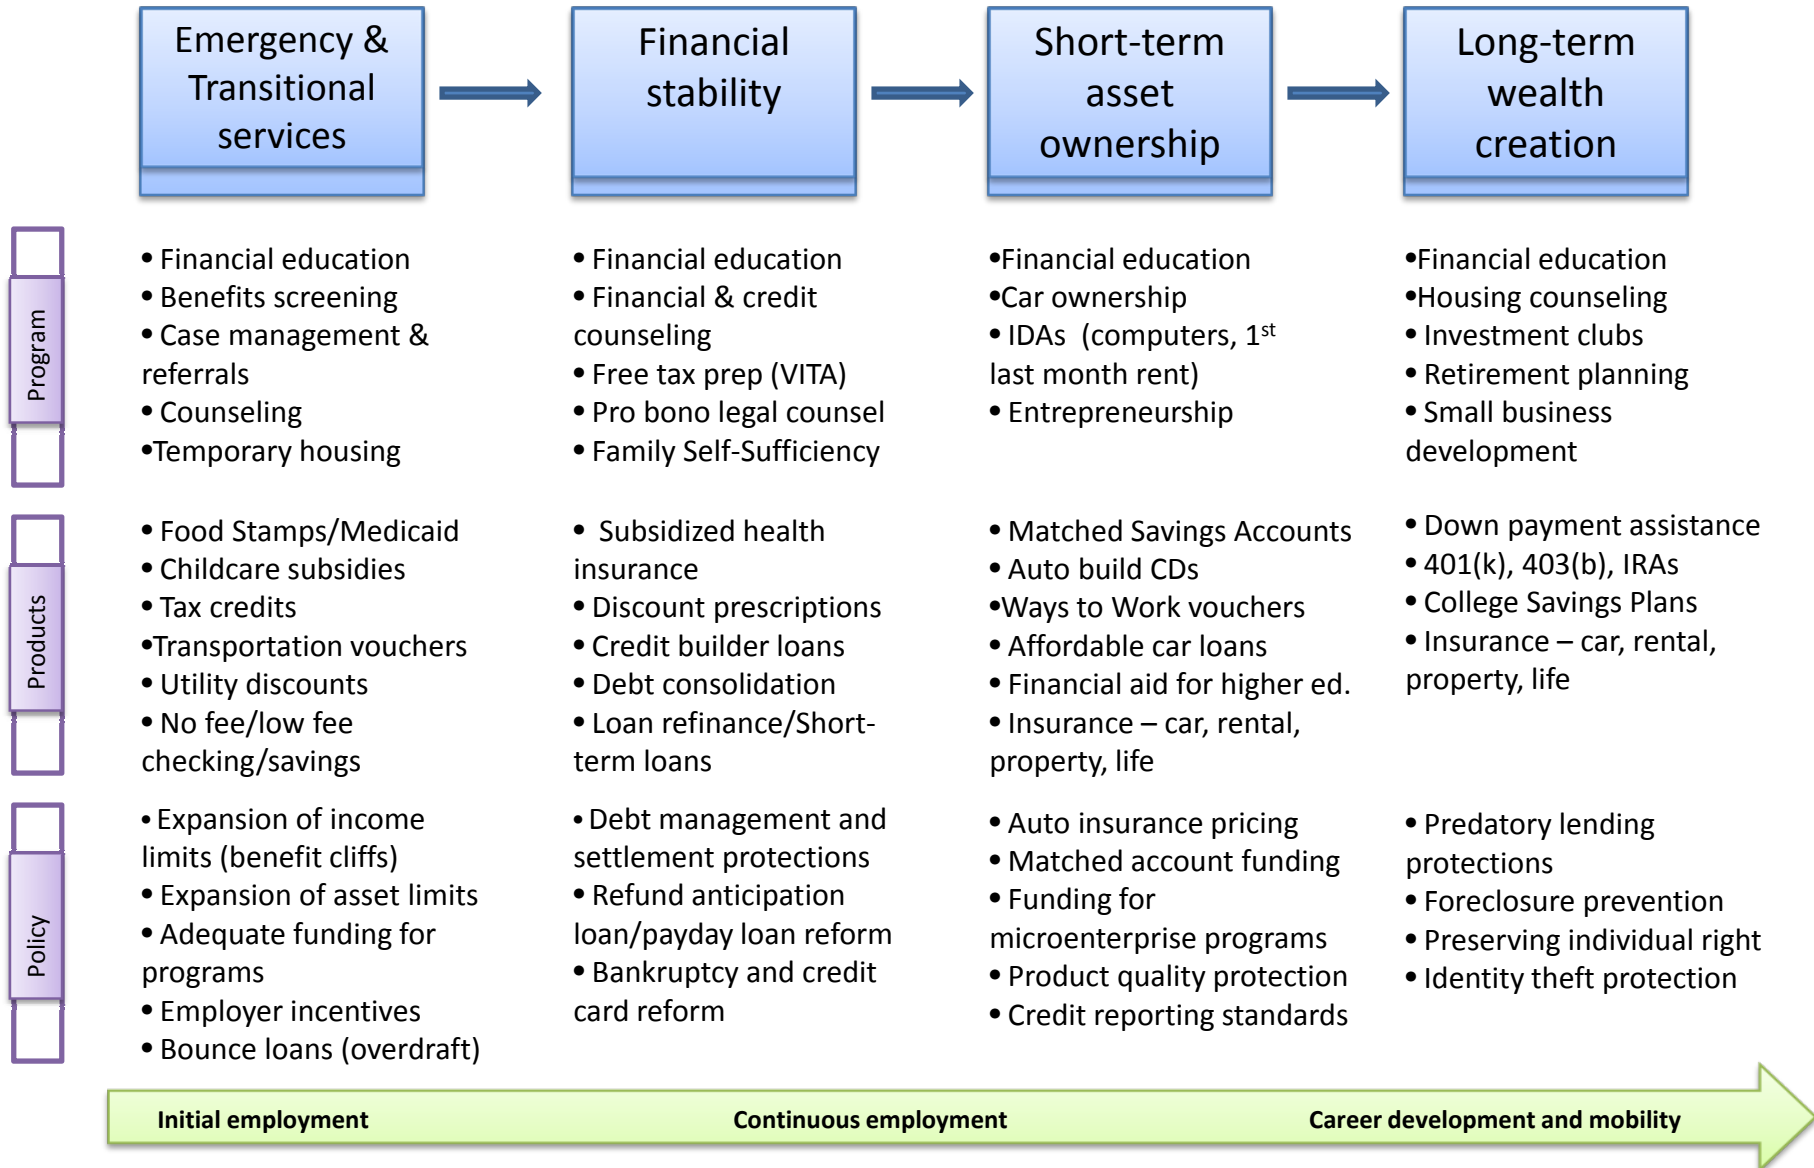 Emergency &
Transitional
services
Financial
stability
Short-term
asset
ownership
Long-term
wealth
creation
Program
• Financial education
• Benefits screening
• Case management &
referrals
• Counseling
•Temporary housing
• Financial education
• Financial & credit
counseling
• Free tax prep (VITA)
• Pro bono legal counsel
• Family Self-Sufficiency
•Financial education
•Car ownership
• IDAs (computers, 1st
last month rent)
• Entrepreneurship
•Financial education
•Housing counseling
• Investment clubs
• Retirement planning
• Small business
development
Products
• Food Stamps/Medicaid
• Childcare subsidies
• Tax credits
•Transportation vouchers
• Utility discounts
• No fee/low fee
checking/savings
• Subsidized health
insurance
• Discount prescriptions
• Credit builder loans
• Debt consolidation
• Loan refinance/Short-
term loans
• Matched Savings Accounts
• Auto build CDs
•Ways to Work vouchers
• Affordable car loans
• Financial aid for higher ed.
• Insurance – car, rental,
property, life
• Down payment assistance
• 401(k), 403(b), IRAs
• College Savings Plans
• Insurance – car, rental,
property, life
Policy
• Expansion of income
limits (benefit cliffs)
• Expansion of asset limits
• Adequate funding for
programs
• Employer incentives
• Bounce loans (overdraft)
• Debt management and
settlement protections
• Refund anticipation
loan/payday loan reform
• Bankruptcy and credit
card reform
• Auto insurance pricing
• Matched account funding
• Funding for
microenterprise programs
• Product quality protection
• Credit reporting standards
• Predatory lending
protections
• Foreclosure prevention
• Preserving individual right
• Identity theft protection
Initial employment
Continuous employment
Career development and mobility